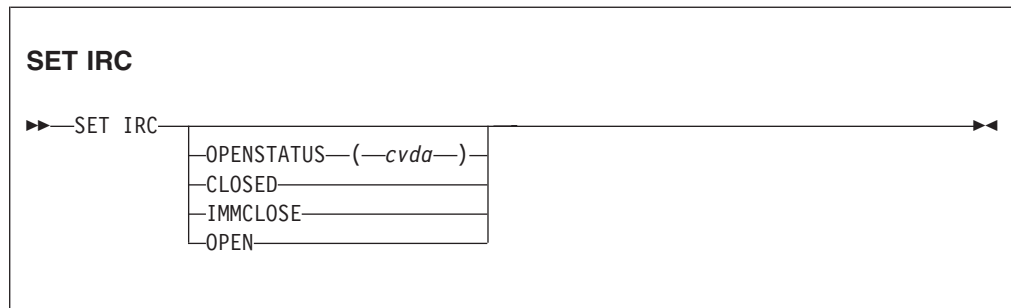 SET IRC
SET IRC
OPENSTATUS ( cvda )
CLOSED
IMMCLOSE
OPEN